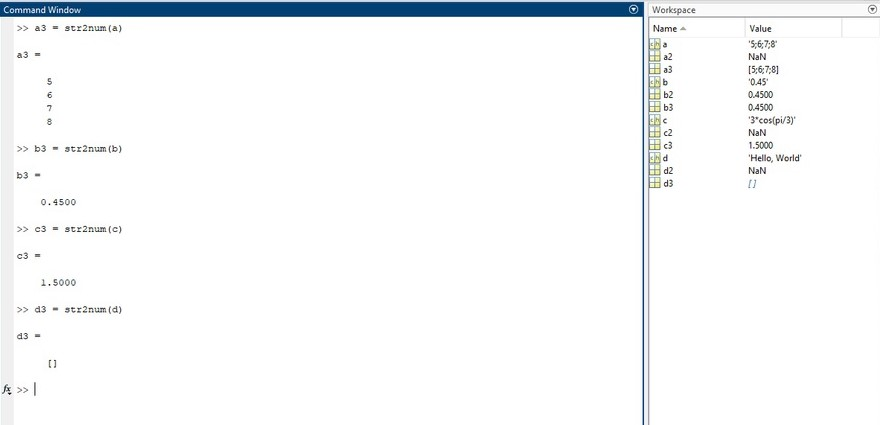 Command Window
>> a3 = str2num(a)
a3 =
5
6
7
8
>> b3 = str2num(b)
b3 =
0.4500
>> c3 = str2num(c)
c3 =
1.5000
>> d3 = str2num(d)
d3 =
[]
fx >>
Workspace
Name Value
a '5;6;7;8'
a2 NaN
a3 [5;6;7;8]
b '0.45'
b2 0.4500
b3 0.4500
c '3*cos(pi/3)'
c2 NaN
c3 1.5000
d 'Hello, World'
d2 NaN
d3 []